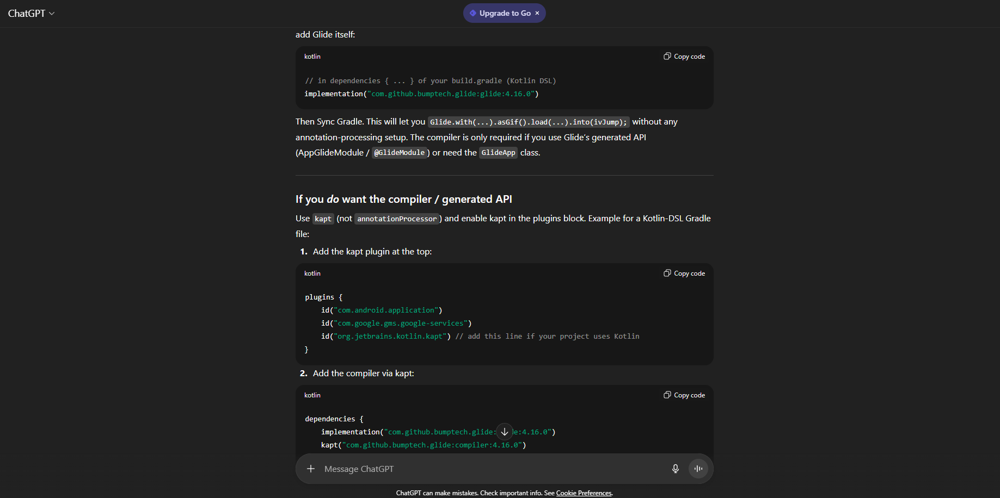 ChatGPT
Upgrade to Go ×
add Glide itself:
kotlin
Copy code
// in dependencies { ... } of your build.gradle (Kotlin DSL)
implementation("com.github.bumptech.glide:glide:4.16.0")
Then Sync Gradle. This will let you Glide.with(...).asGif().load(...).into(ivJump); without any
annotation-processing setup. The compiler is only required if you use Glide’s generated API
(AppGlideModule / @GlideModule) or need the GlideApp class.
If you do want the compiler / generated API
Use kapt (not annotationProcessor) and enable kapt in the plugins block. Example for a Kotlin-DSL Gradle
file:
1. Add the kapt plugin at the top:
kotlin
Copy code
plugins {
    id("com.android.application")
    id("com.google.gms.google-services")
    id("org.jetbrains.kotlin.kapt") // add this line if your project uses Kotlin
}
2. Add the compiler via kapt:
kotlin
Copy code
dependencies {
    implementation("com.github.bumptech.glide: de:4.16.0")
    kapt("com.github.bumptech.glide:compiler:4.16.0")
Message ChatGPT
ChatGPT can make mistakes. Check important info. See Cookie Preferences.